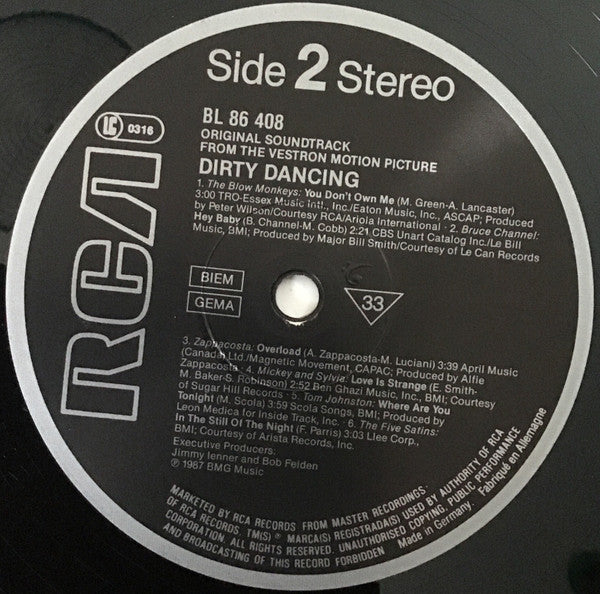 Side 2 Stereo
BL 86 408
LC 0316
ORIGINAL SOUNDTRACK
FROM THE VESTRON MOTION PICTURE
DIRTY DANCING
1. The Blow Monkeys: You Don't Own Me (M. Green-A. Lancaster)
3:00 TRO-Essex Music Intl., Inc./Eaton Music, Inc., ASCAP; Produced
by Peter Wilson/Courtesy RCA/Ariola International · 2. Bruce Channel:
Hey Baby (B. Channel-M. Cobb) 2:21 CBS Unart Catalog Inc./Le Bill
Music, BMI; Produced by Major Bill Smith/Courtesy of Le Can Records
RCA
BIEM
GEMA
33
3. Zappacosta: Overload (A. Zappacosta-M. Luciani) 3:39 April Music
(Canada) Ltd./Magnetic Movement, CAPAC; Produced by Alfie
Zappacosta · 4. Mickey and Sylvia: Love Is Strange (E. Smith-
M. Baker-S. Robinson) 2:52 Ben Ghazi Music, Inc., BMI; Courtesy
of Sugar Hill Records · 5. Tom Johnston: Where Are You
Tonight (M. Scola) 3:59 Scola Songs, BMI; Produced by
Leon Medica for Inside Track, Inc. · 6. The Five Satins:
In The Still Of The Night (F. Parris) 3:03 Llee Corp.,
BMI; Courtesy of Arista Records, Inc.
Executive Producers:
Jimmy Ienner and Bob Feiden
℗ 1987 BMG Music
MARKETED BY RCA RECORDS FROM MASTER RECORDINGS
OF RCA RECORDS. TM(S) ® MARCA(S) REGISTRADA(S) USED BY AUTHORITY OF RCA
CORPORATION. ALL RIGHTS RESERVED. UNAUTHORISED COPYING, PUBLIC PERFORMANCE
AND BROADCASTING OF THIS RECORD FORBIDDEN
Made in Germany.
Fabriqué en Allemagne